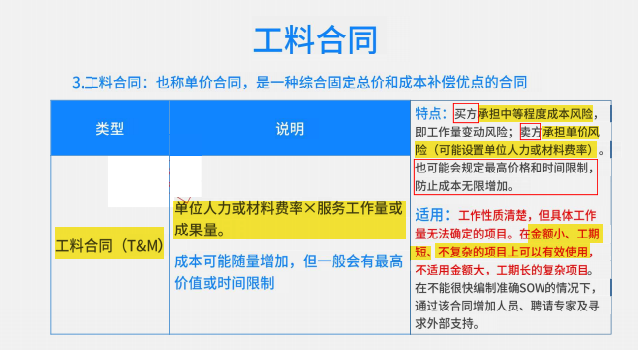 工料合同
3.工料合同：也称单价合同，是一种综合固定总价和成本补偿优点的合同
类型
说明
工料合同（T&M）
单位人力或材料费率×服务工作量或
成果量。
成本可能随量增加，但一般会有最高
价值或时间限制
特点：买方承担中等程度成本风险，
即工作量变动风险；卖方承担单价风
险（可能设置单位人力或材料费率）。
也可能会规定最高价格和时间限制，
防止成本无限增加。
适用：工作性质清楚，但具体工作
量无法确定的项目。在金额小、工期
短、不复杂的项目上可以有效使用，
不适用金额大，工期长的复杂项目。
在不能很快编制准确SOW的情况下，
通过该合同增加人员、聘请专家及寻
求外部支持。